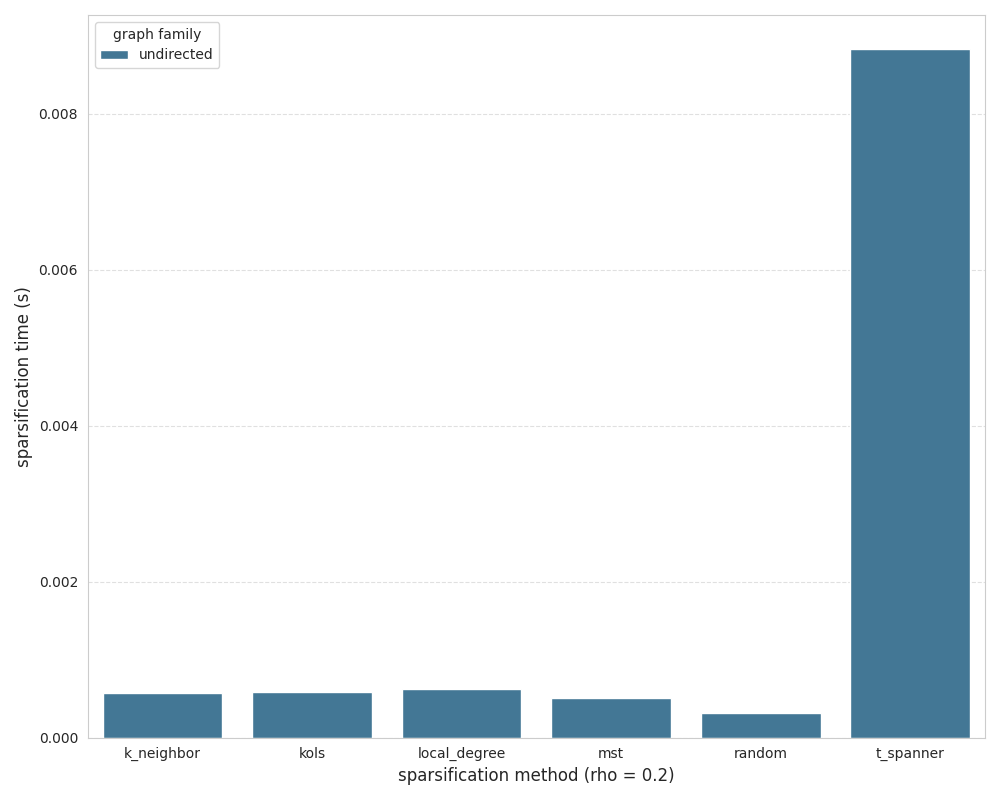 graph family
undirected
sparsification time (s)
0.008
0.006
0.004
0.002
0.000
k_neighbor kols local_degree mst random t_spanner
sparsification method (rho = 0.2)